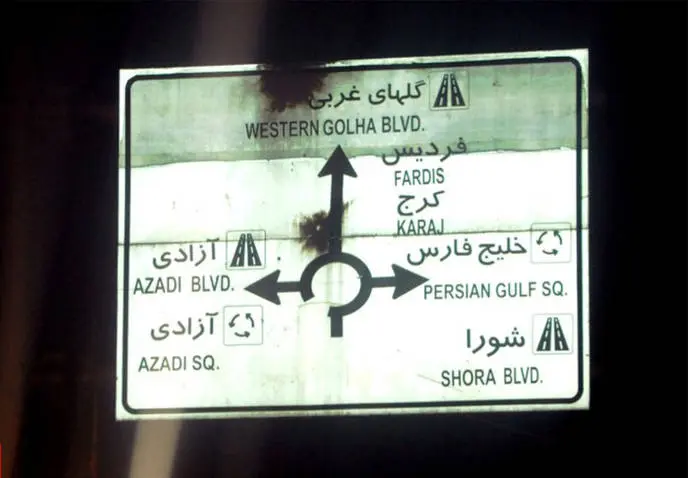 گلهای غربی
WESTERN GOLHA BLVD.
فردیس
FARDIS
کرج
KARAJ
آزادی
AZADI BLVD.
آزادی
AZADI SQ.
خلیج فارس
PERSIAN GULF SQ.
شورا
SHORA BLVD.